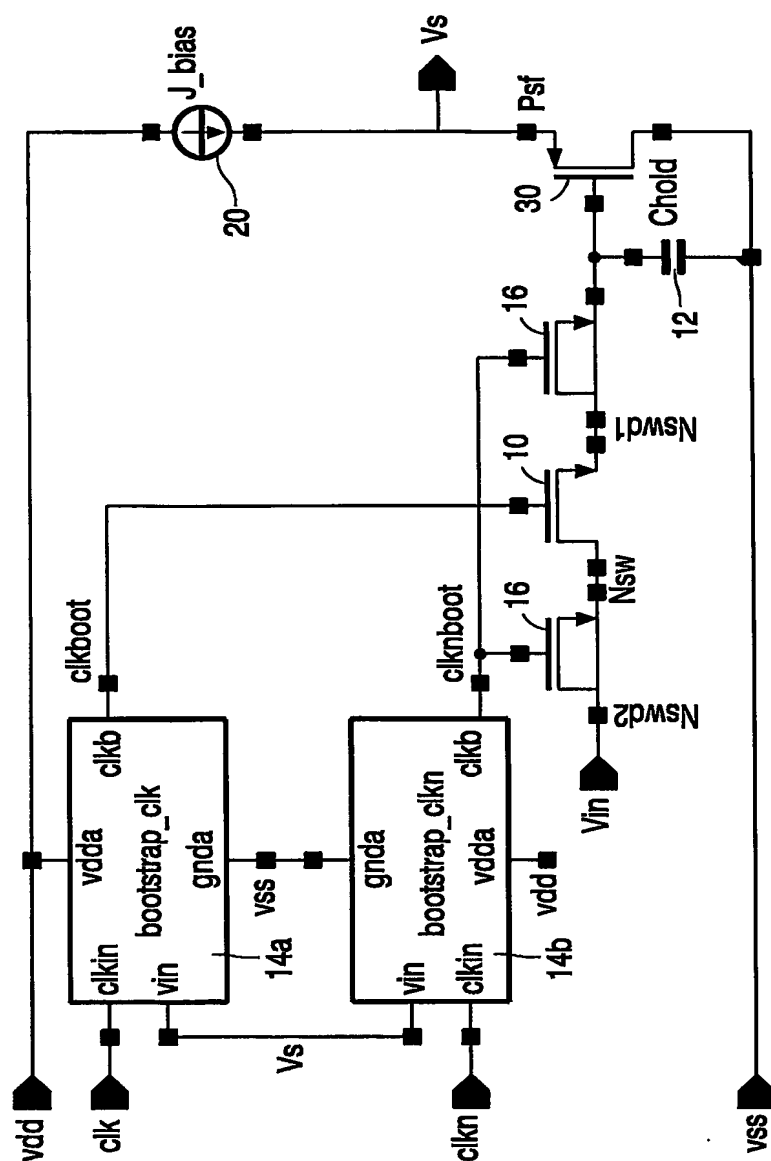 vdd
clk
clkn
vss
Vs
clkin
vin
14a
vdda
bootstrap_clk
gnda
clkb
clkboot
vss
vin
clkin
14b
gnda
bootstrap_clkn
vdda
clkb
clknboot
vdd
Vin
Nswd2
16
Nsw
10
Nswd1
16
12
Chold
30
Psf
20
J_bias
Vs